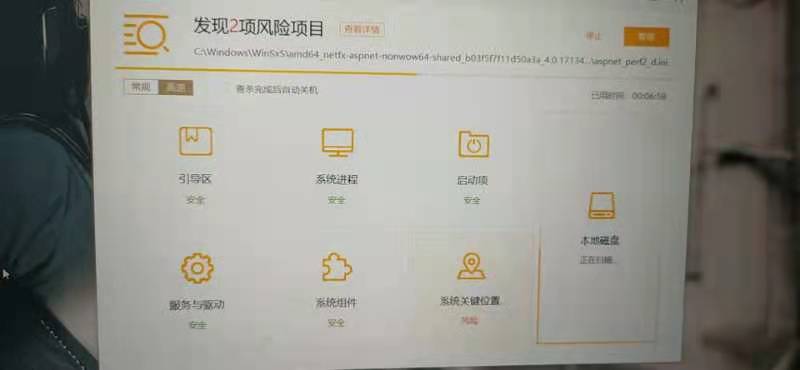 发现2项风险项目 查看详情
停止 暂停
C:\Windows\WinSxS\amd64_netfx-aspnet-nonwow64-shared_b03f5f7f11d50a3a_4.0.17134...\aspnet_perf2_d.ini
常规 高速 查杀完成后自动关机 已用时间: 00:06:58
引导区
安全
系统进程
安全
启动项
安全
本地磁盘
正在扫描...
服务与驱动
安全
系统组件
安全
系统关键位置
风险